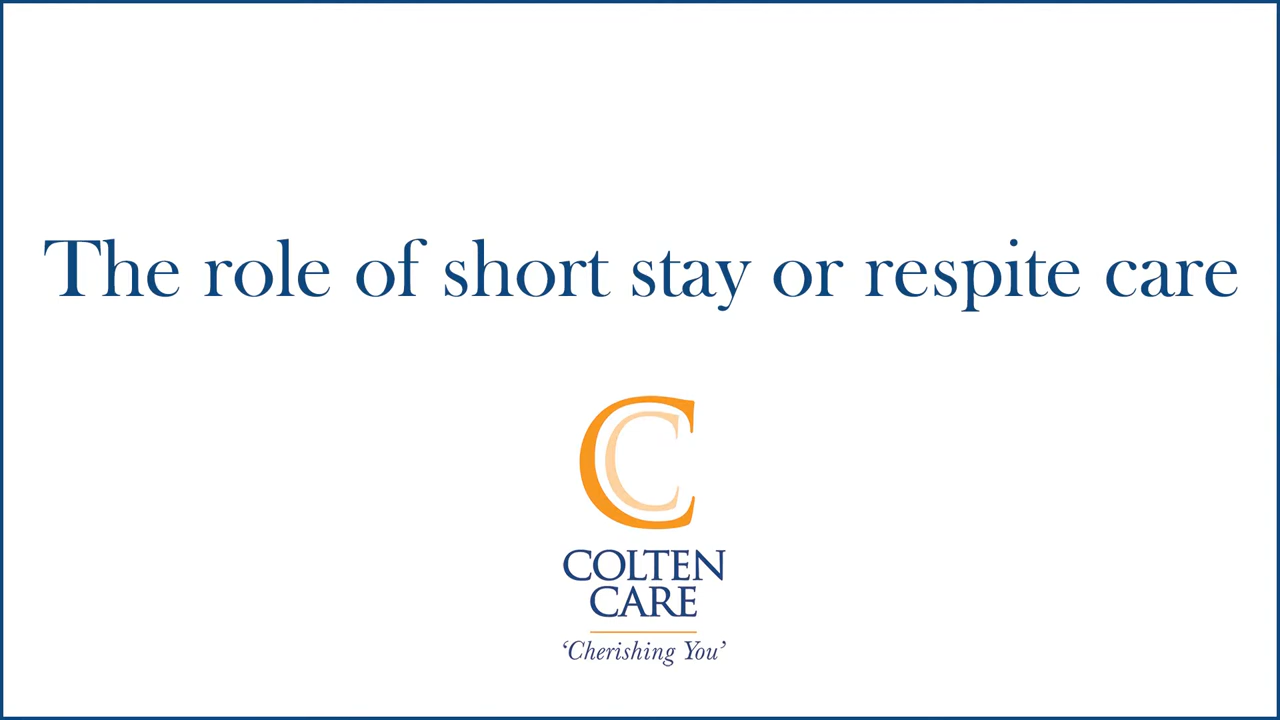 The role of short stay or respite care
COLTEN
CARE
‘Cherishing You’